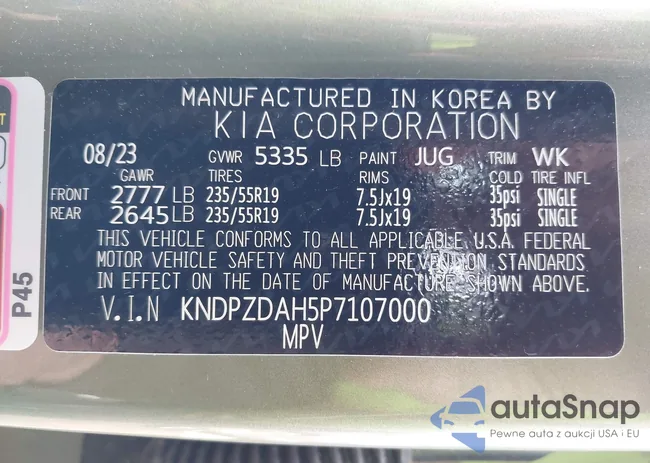 MANUFACTURED IN KOREA BY
KIA CORPORATION
08/23 GVWR 5335 LB PAINT JUG TRIM WK
GAWR TIRES RIMS COLD TIRE INFL
FRONT 2777 LB 235/55R19 7.5Jx19 35psi SINGLE
REAR 2645 LB 235/55R19 7.5Jx19 35psi SINGLE
THIS VEHICLE CONFORMS TO ALL APPLICABLE U.S.A. FEDERAL
MOTOR VEHICLE SAFETY AND THEFT PREVENTION STANDARDS
IN EFFECT ON THE DATE OF MANUFACTURE SHOWN ABOVE.
V.I.N KNDPZDAH5P7107000
MPV
P45
autaSnap
Pewne auta z aukcji USA i EU